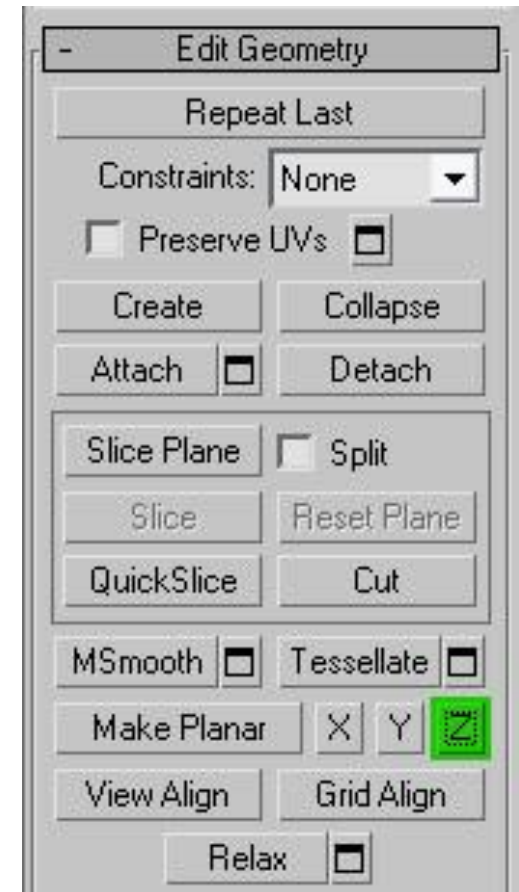 - Edit Geometry
Repeat Last
Constraints: None
Preserve UVs
Create Collapse
Attach Detach
Slice Plane Split
Slice Reset Plane
QuickSlice Cut
MSmooth Tessellate
Make Planar X Y Z
View Align Grid Align
Relax